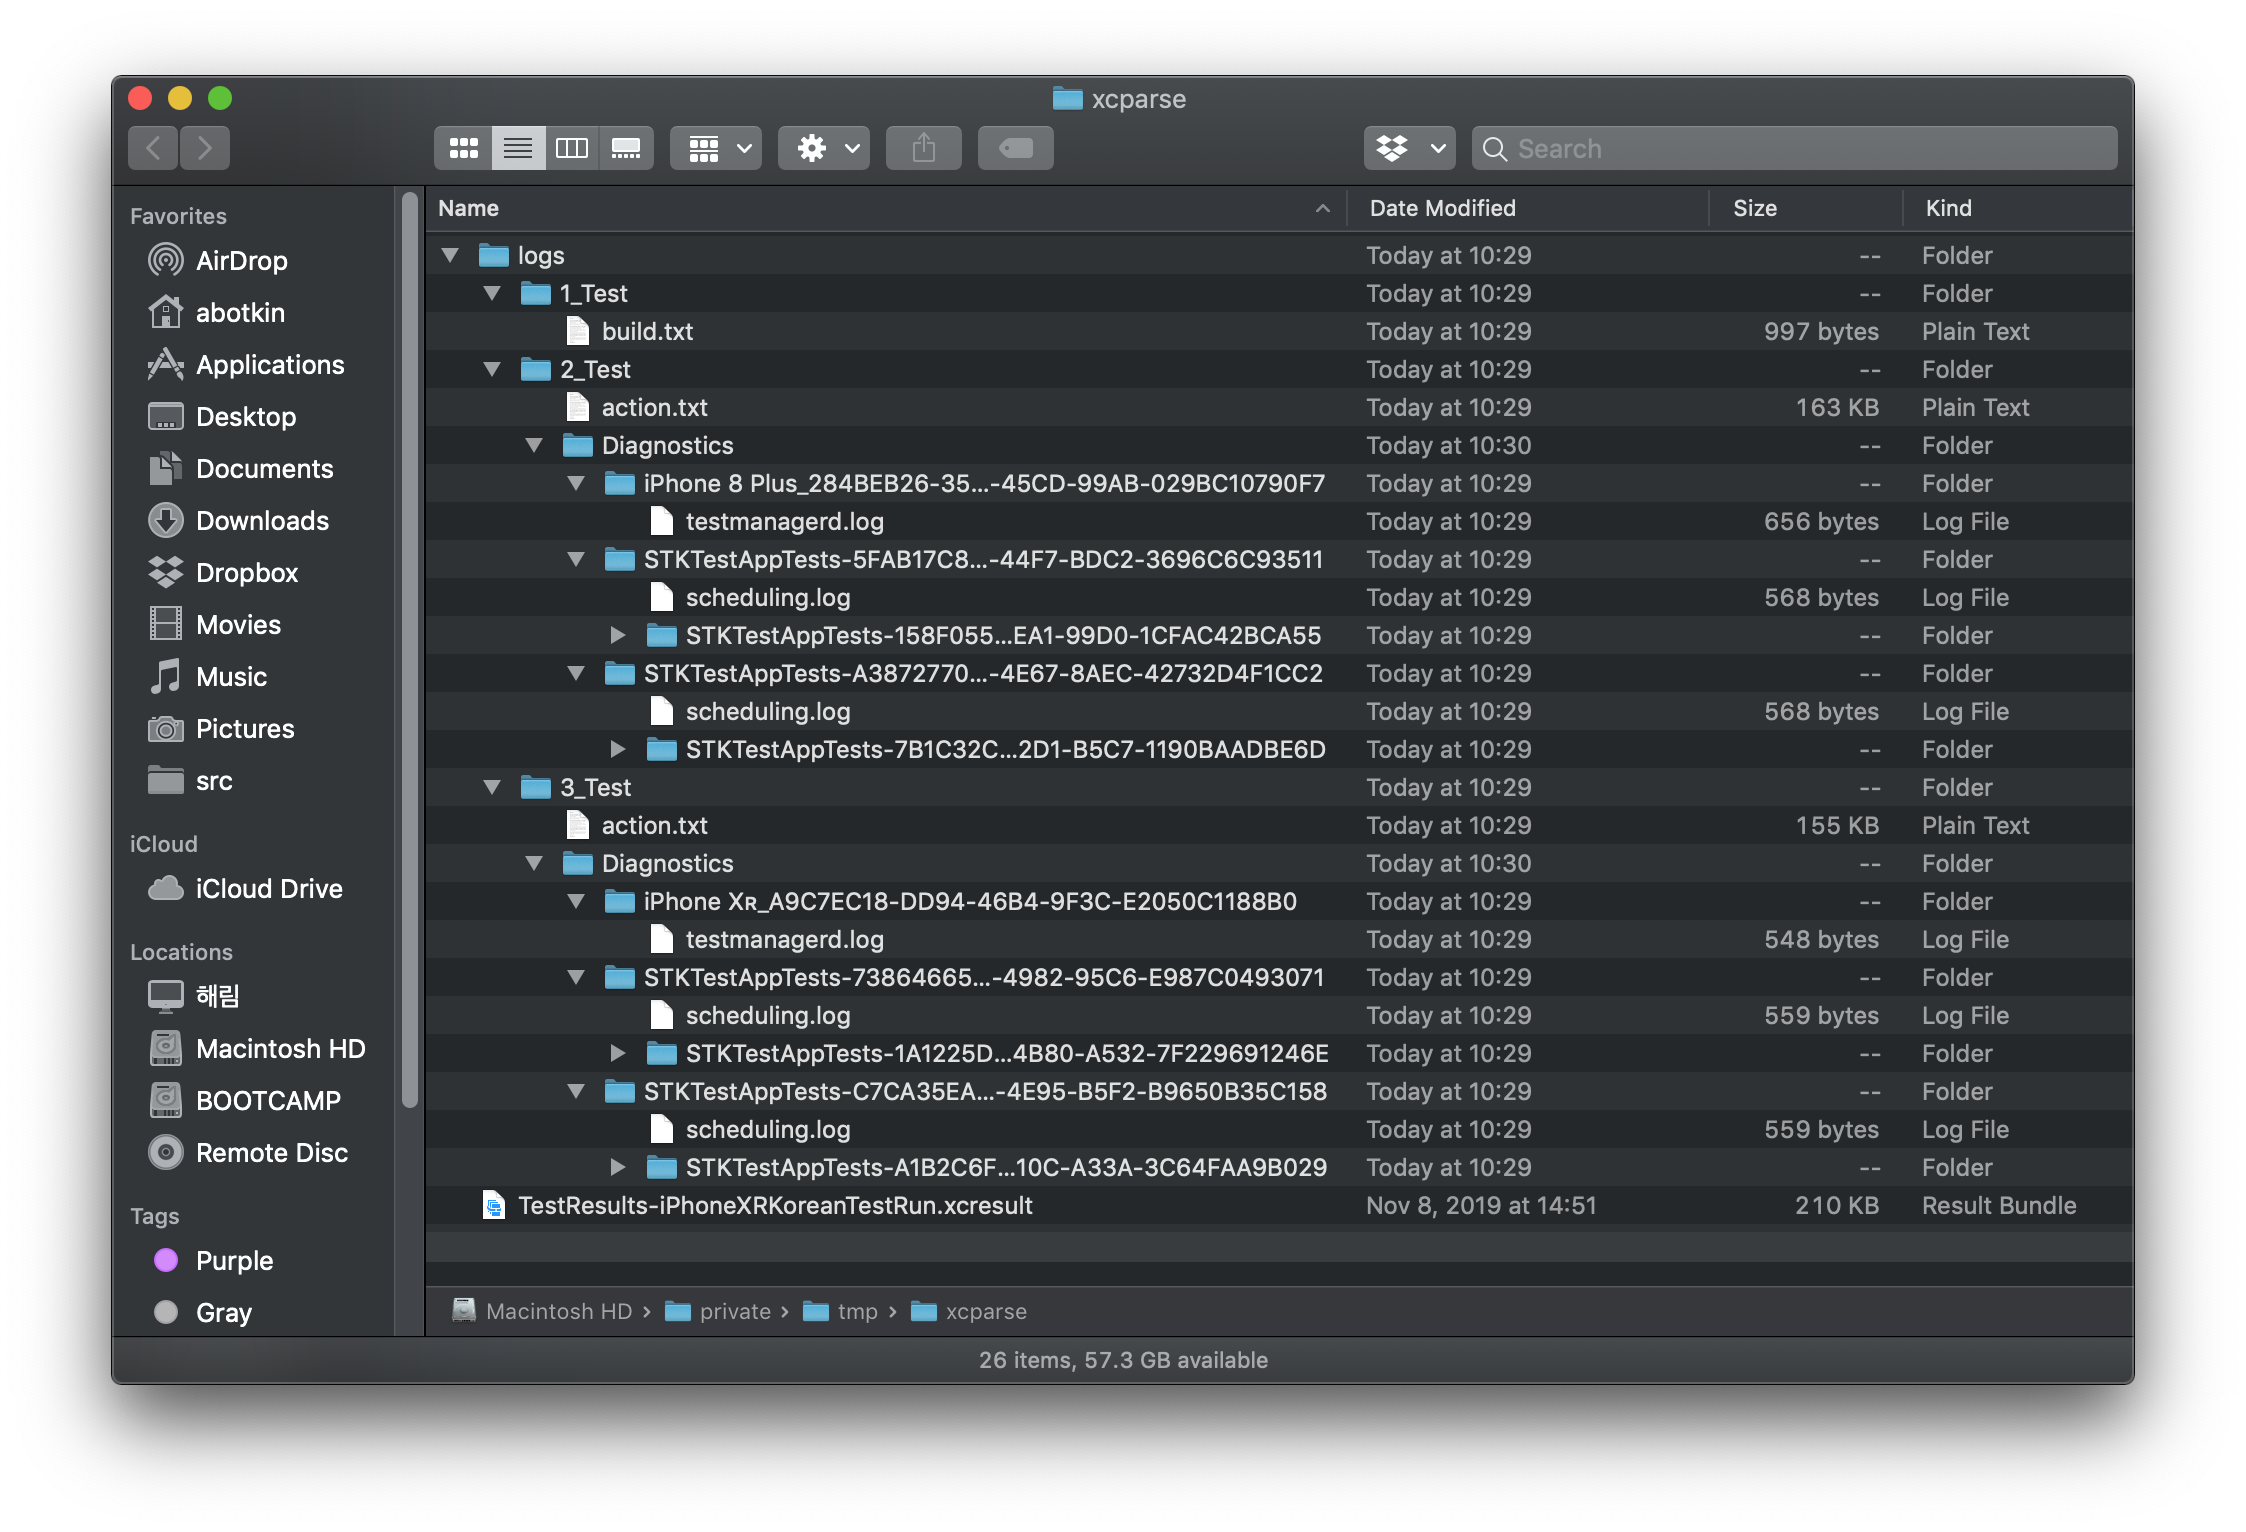 xcparse
Search
Favorites
AirDrop
abotkin
Applications
Desktop
Documents
Downloads
Dropbox
Movies
Music
Pictures
src
iCloud
iCloud Drive
Locations
해림
Macintosh HD
BOOTCAMP
Remote Disc
Tags
Purple
Gray
Name Date Modified Size Kind
logs Today at 10:29 -- Folder
1_Test Today at 10:29 -- Folder
build.txt Today at 10:29 997 bytes Plain Text
2_Test Today at 10:29 -- Folder
action.txt Today at 10:29 163 KB Plain Text
Diagnostics Today at 10:30 -- Folder
iPhone 8 Plus_284BEB26-35...-45CD-99AB-029BC10790F7 Today at 10:29 -- Folder
testmanagerd.log Today at 10:29 656 bytes Log File
STKTestAppTests-5FAB17C8...-44F7-BDC2-3696C6C93511 Today at 10:29 -- Folder
scheduling.log Today at 10:29 568 bytes Log File
STKTestAppTests-158F055...EA1-99D0-1CFAC42BCA55 Today at 10:29 -- Folder
STKTestAppTests-A3872770...-4E67-8AEC-42732D4F1CC2 Today at 10:29 -- Folder
scheduling.log Today at 10:29 568 bytes Log File
STKTestAppTests-7B1C32C...2D1-B5C7-1190BAADBE6D Today at 10:29 -- Folder
3_Test Today at 10:29 -- Folder
action.txt Today at 10:29 155 KB Plain Text
Diagnostics Today at 10:30 -- Folder
iPhone Xʀ_A9C7EC18-DD94-46B4-9F3C-E2050C1188B0 Today at 10:29 -- Folder
testmanagerd.log Today at 10:29 548 bytes Log File
STKTestAppTests-73864665...-4982-95C6-E987C0493071 Today at 10:29 -- Folder
scheduling.log Today at 10:29 559 bytes Log File
STKTestAppTests-1A1225D...4B80-A532-7F229691246E Today at 10:29 -- Folder
STKTestAppTests-C7CA35EA...-4E95-B5F2-B9650B35C158 Today at 10:29 -- Folder
scheduling.log Today at 10:29 559 bytes Log File
STKTestAppTests-A1B2C6F...10C-A33A-3C64FAA9B029 Today at 10:29 -- Folder
TestResults-iPhoneXRKoreanTestRun.xcresult Nov 8, 2019 at 14:51 210 KB Result Bundle
Macintosh HD › private › tmp › xcparse
26 items, 57.3 GB available